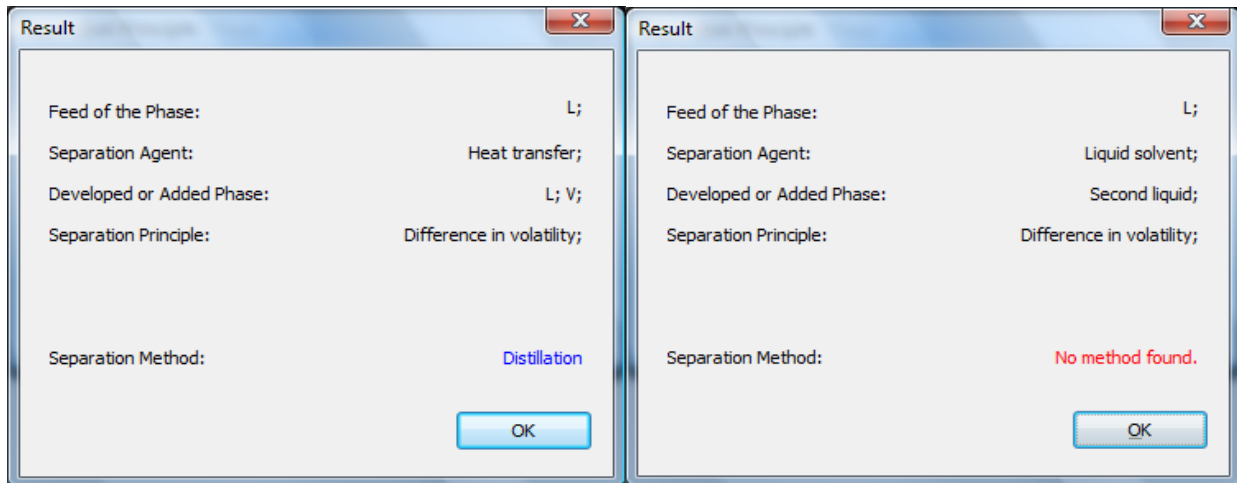 Result
Feed of the Phase: L;
Separation Agent: Heat transfer;
Developed or Added Phase: L; V;
Separation Principle: Difference in volatility;
Separation Method: Distillation
OK
Result
Feed of the Phase: L;
Separation Agent: Liquid solvent;
Developed or Added Phase: Second liquid;
Separation Principle: Difference in volatility;
Separation Method: No method found.
OK